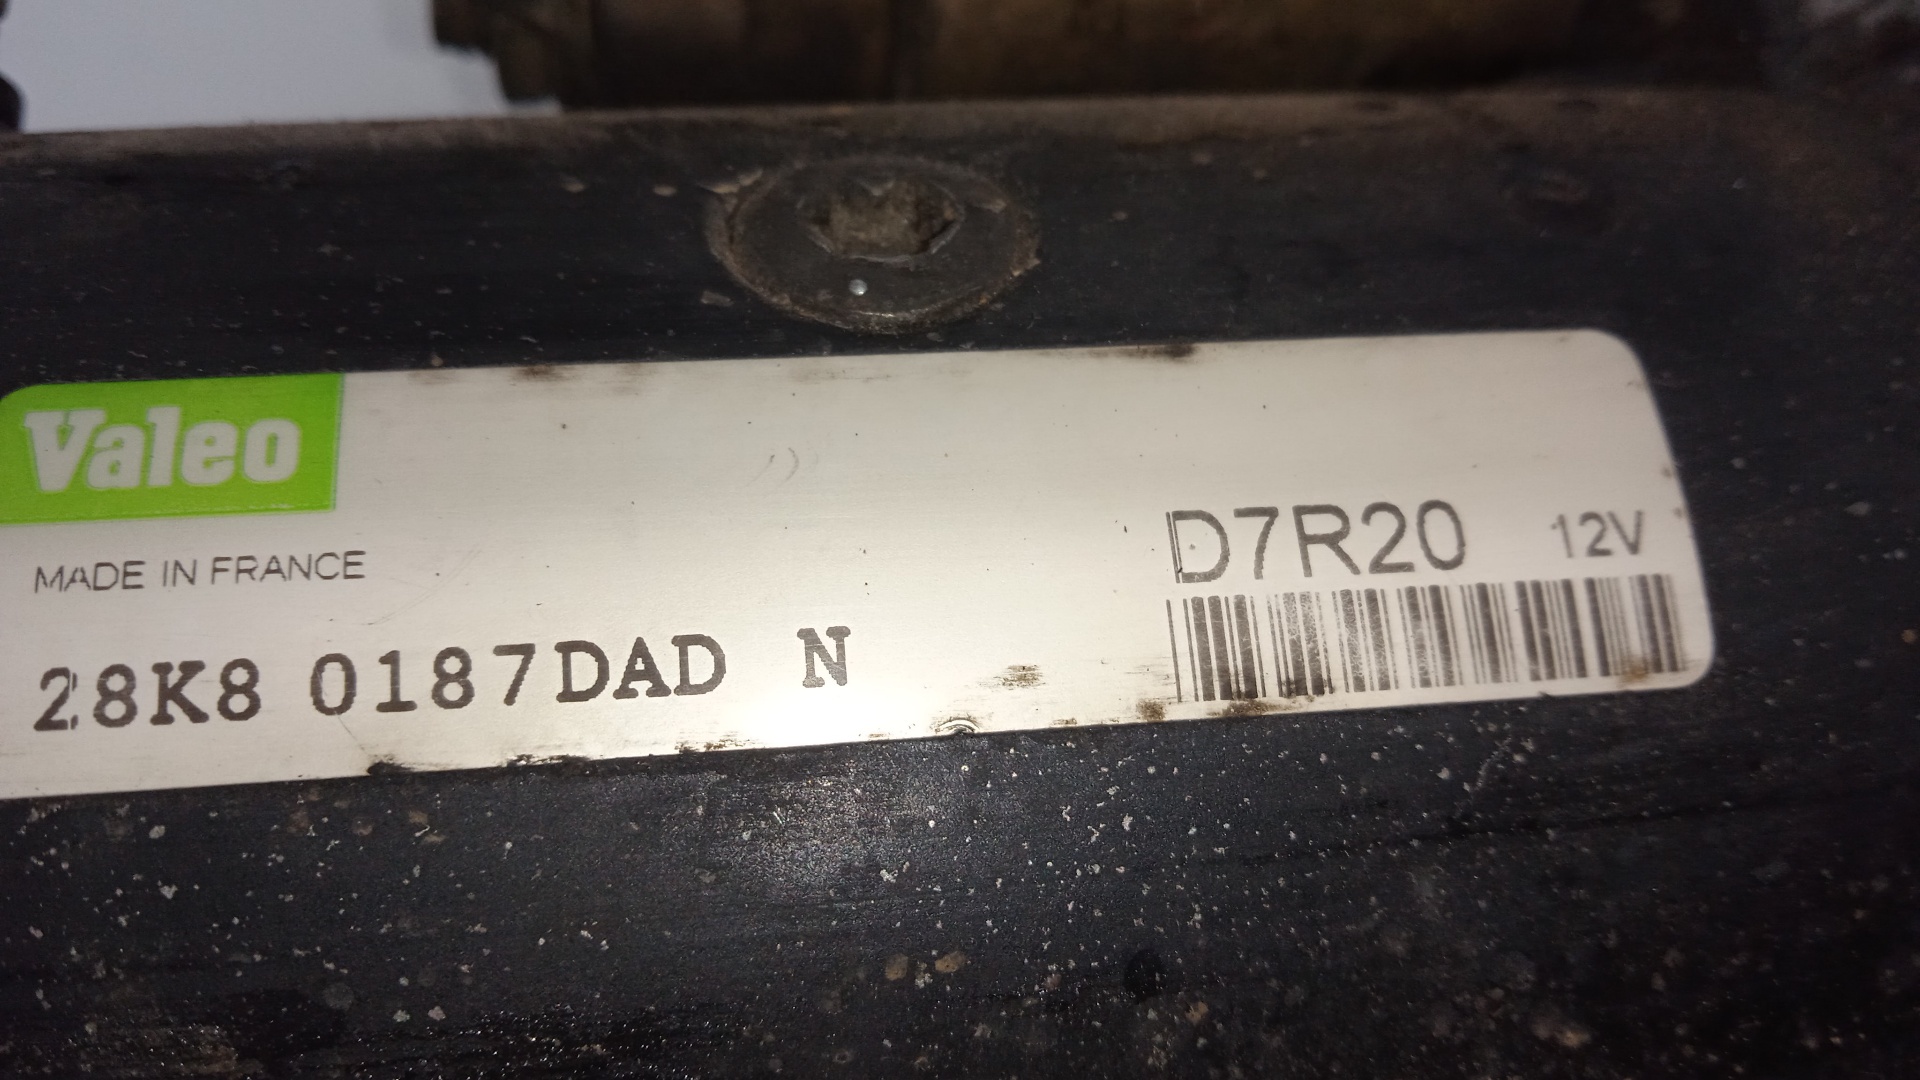 Valeo
MADE IN FRANCE
28K8 0187DAD N
D7R20 12V